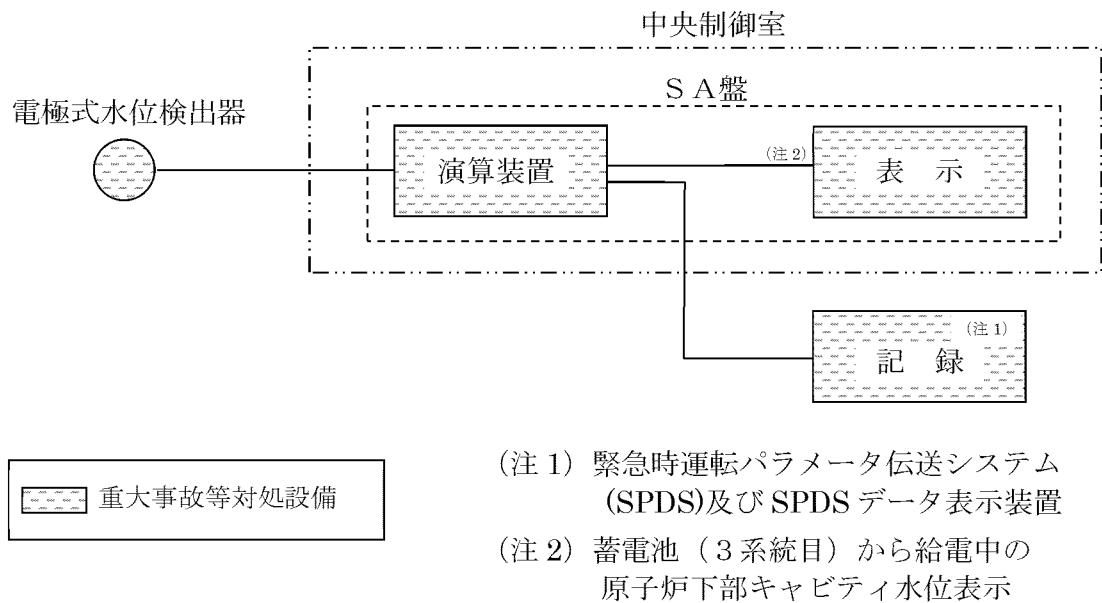 中央制御室
ＳＡ盤
電極式水位検出器
演算装置
(注2)
表　示
(注1)
記　録
重大事故等対処設備
(注1) 緊急時運転パラメータ伝送システム
(SPDS)及び SPDS データ表示装置
(注2) 蓄電池（３系統目）から給電中の
原子炉下部キャビティ水位表示